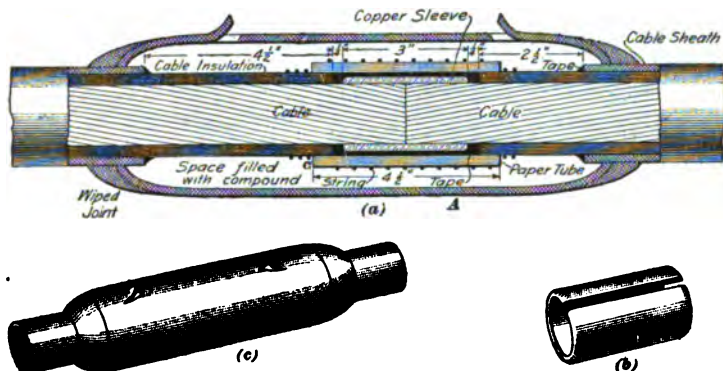 Copper Sleeve
4½" 3" 2½" Cable Sheath
Cable Insulation Tape
Cable Cable
Space filled with compound
String 4½" Tape Paper Tube
Wiped Joint
(a) A
(c) (b)